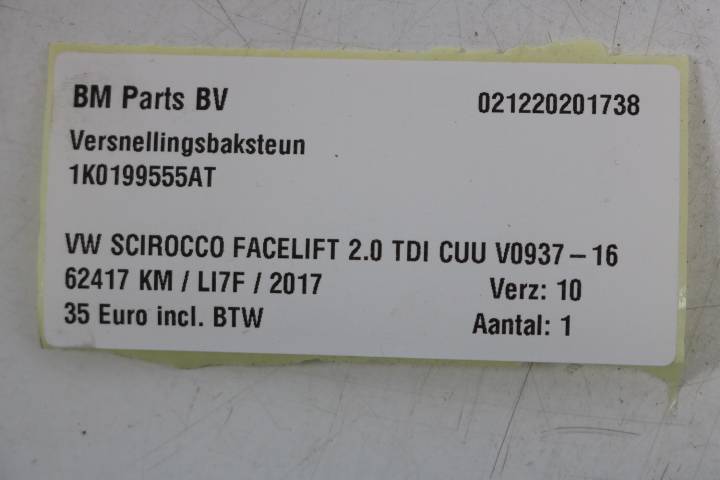 BM Parts BV 021220201738
Versnellingsbaksteun
1K0199555AT
VW SCIROCCO FACELIFT 2.0 TDI CUU V0937-16
62417 KM / LI7F / 2017 Verz: 10
35 Euro incl. BTW Aantal: 1